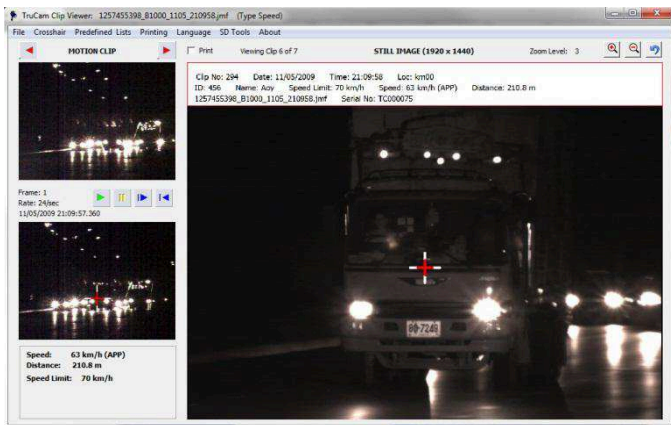 TruCam Clip Viewer: 1257455398_B1000_1105_210958.jmf (Type Speed)
File Crosshair Predefined Lists Printing Language SD Tools About
MOTION CLIP
Print Viewing Clip 6 of 7 STILL IMAGE (1920 x 1440) Zoom Level: 3
Clip No: 294 Date: 11/05/2009 Time: 21:09:58 Loc: km00
ID: 456 Name: Aoy Speed Limit: 70 km/h Speed: 63 km/h (APP) Distance: 210.8 m
1257455398_B1000_1105_210958.jmf Serial No: TC000075
Frame: 1
Rate: 24/sec
11/05/2009 21:09:57.360
80-7248
Speed: 63 km/h (APP)
Distance: 210.8 m
Speed Limit: 70 km/h